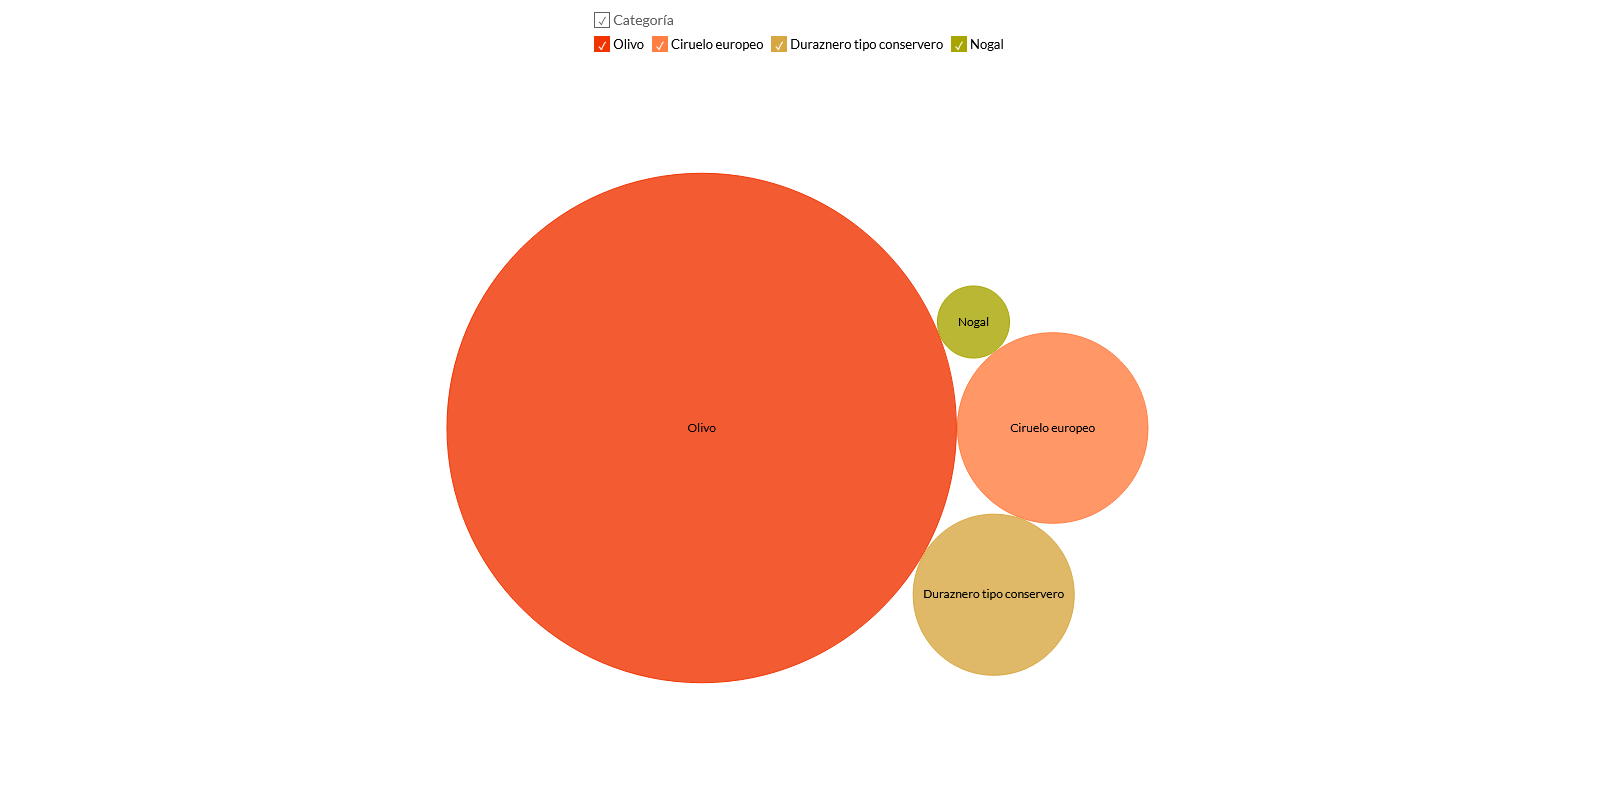 Categoría
Olivo Ciruelo europeo Duraznero tipo conservero Nogal
Nogal
Olivo
Ciruelo europeo
Duraznero tipo conservero